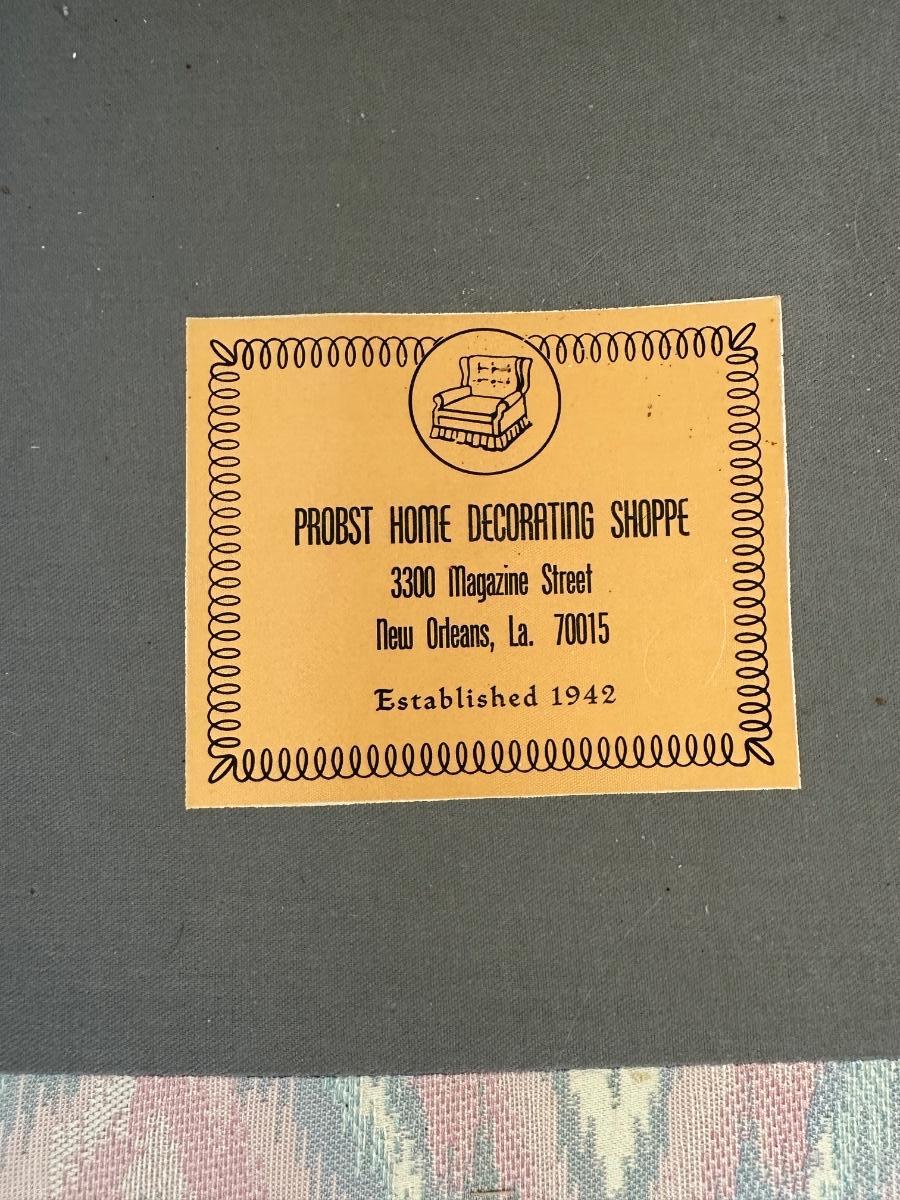 PROBST HOME DECORATING SHOPPE
3300 Magazine Street
New Orleans, La. 70015
Established 1942